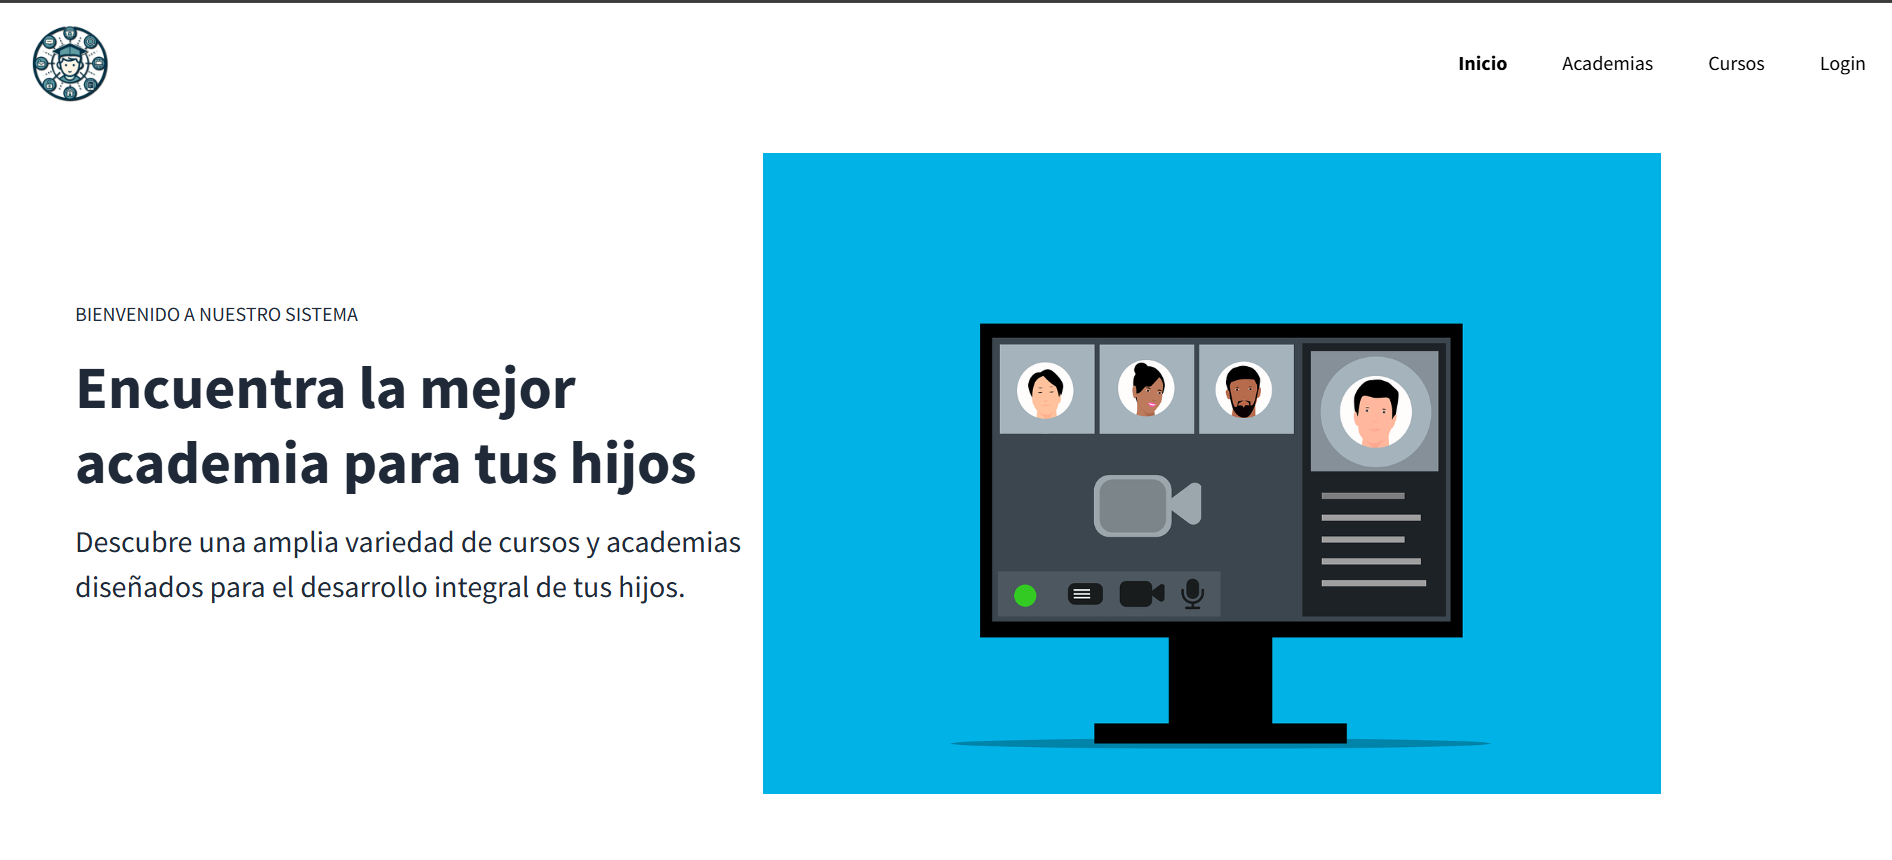 Inicio Academias Cursos Login
BIENVENIDO A NUESTRO SISTEMA
Encuentra la mejor
academia para tus hijos
Descubre una amplia variedad de cursos y academias
diseñados para el desarrollo integral de tus hijos.